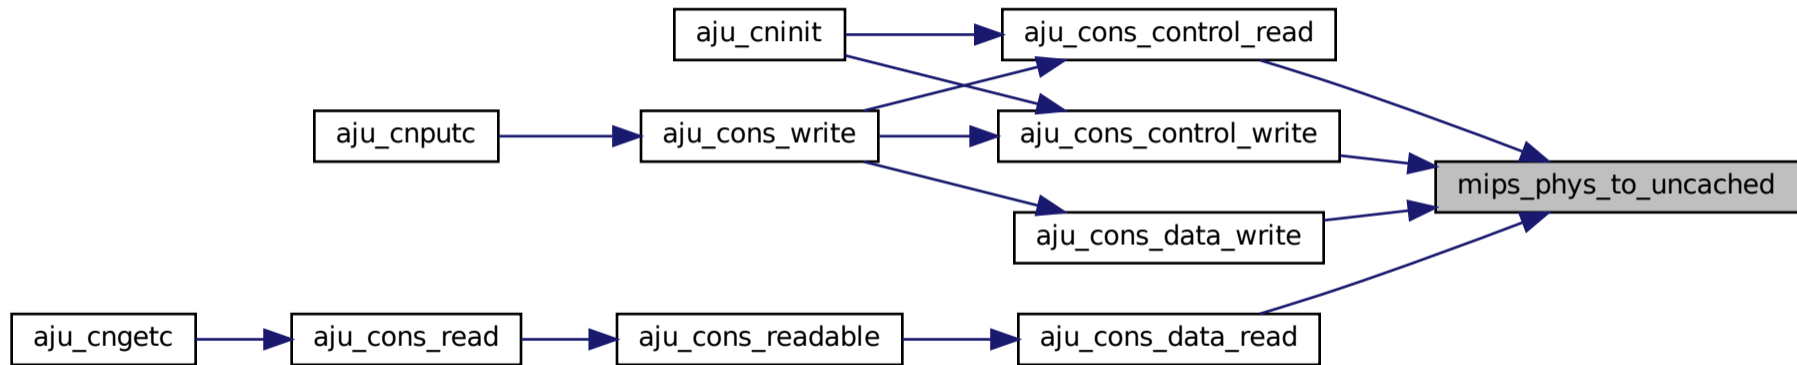 aju_cninit
aju_cons_control_read
aju_cnputc
aju_cons_write
aju_cons_control_write
mips_phys_to_uncached
aju_cons_data_write
aju_cngetc
aju_cons_read
aju_cons_readable
aju_cons_data_read